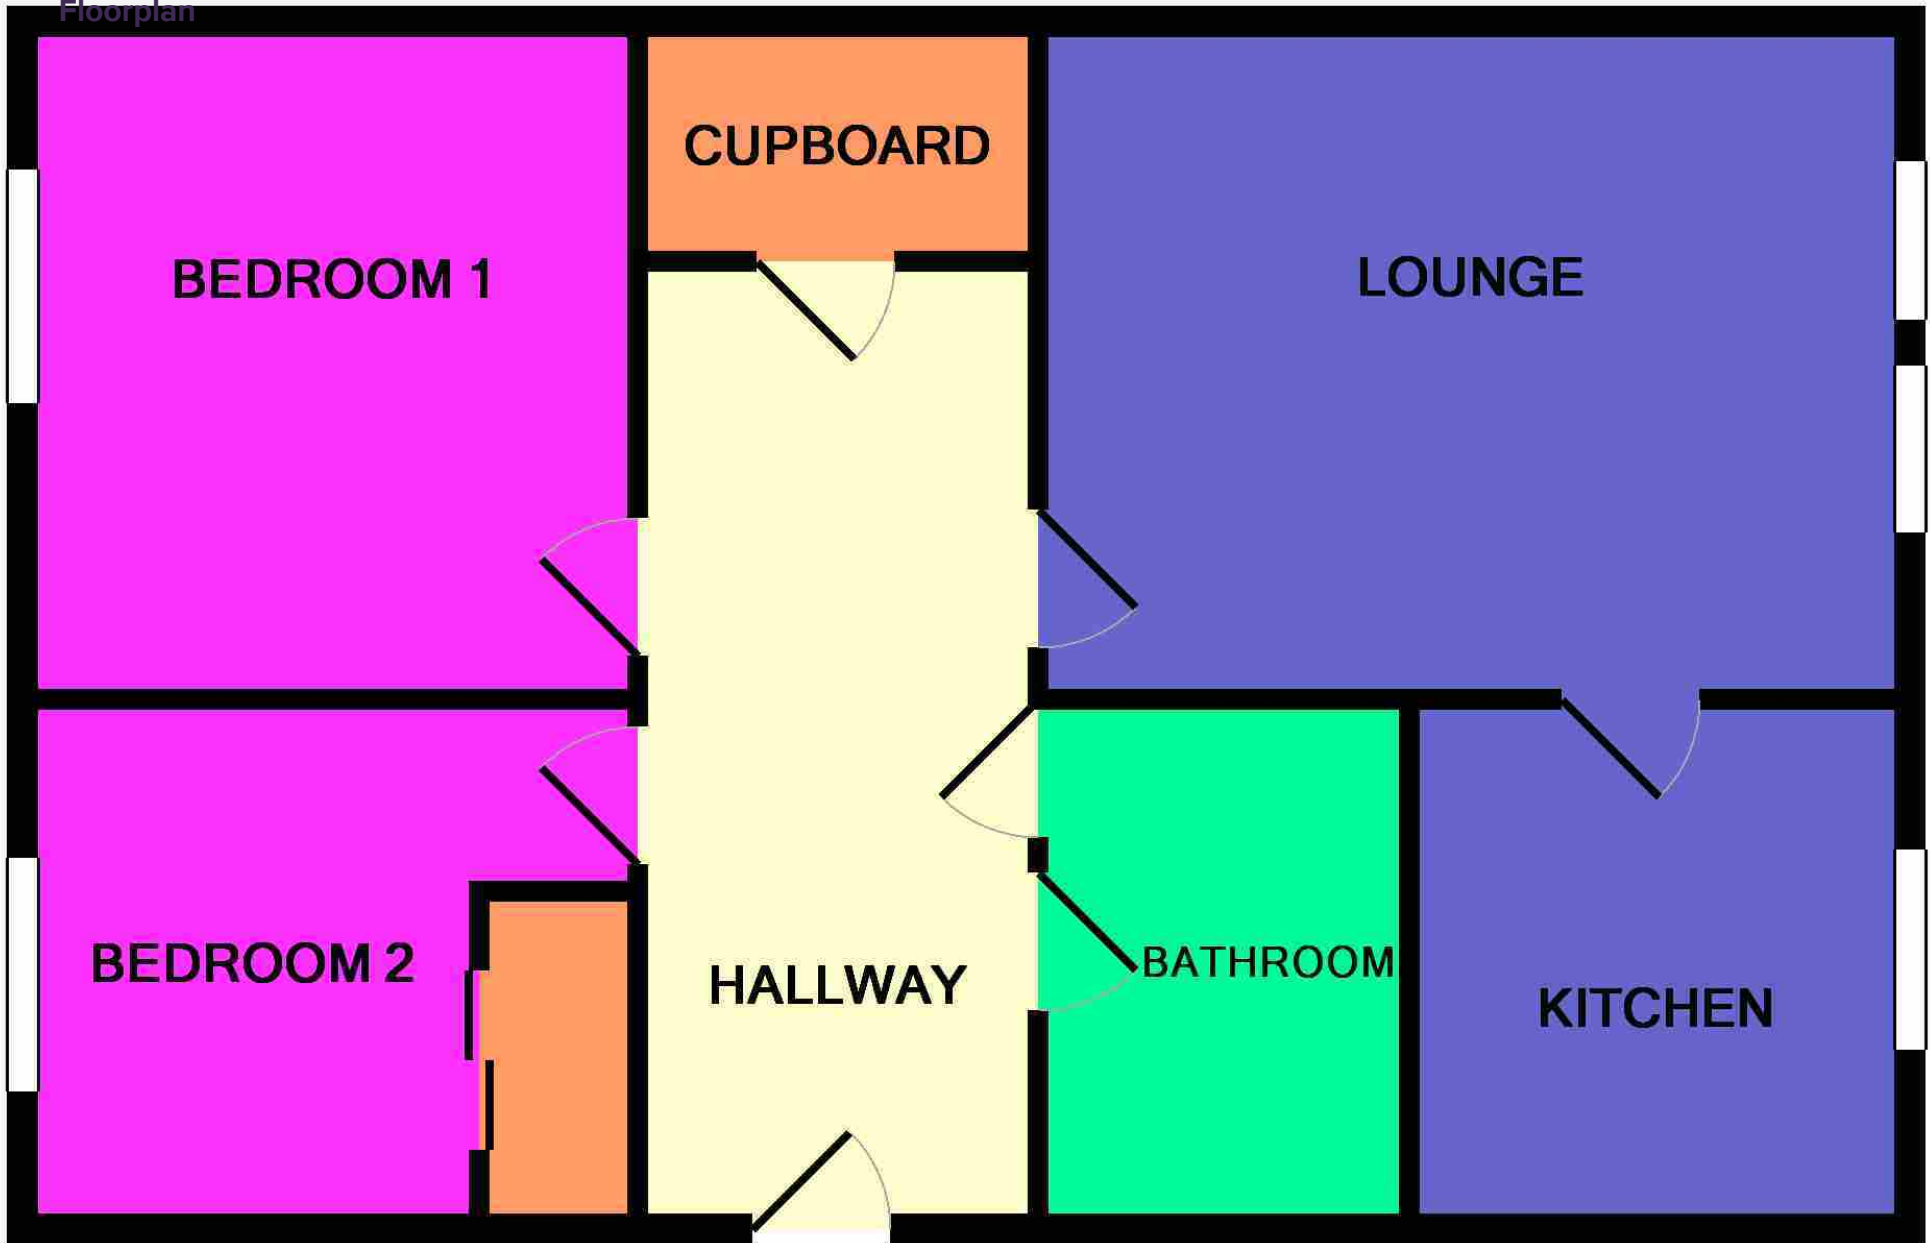 Floorplan
CUPBOARD
BEDROOM 1
LOUNGE
BEDROOM 2
HALLWAY
BATHROOM
KITCHEN